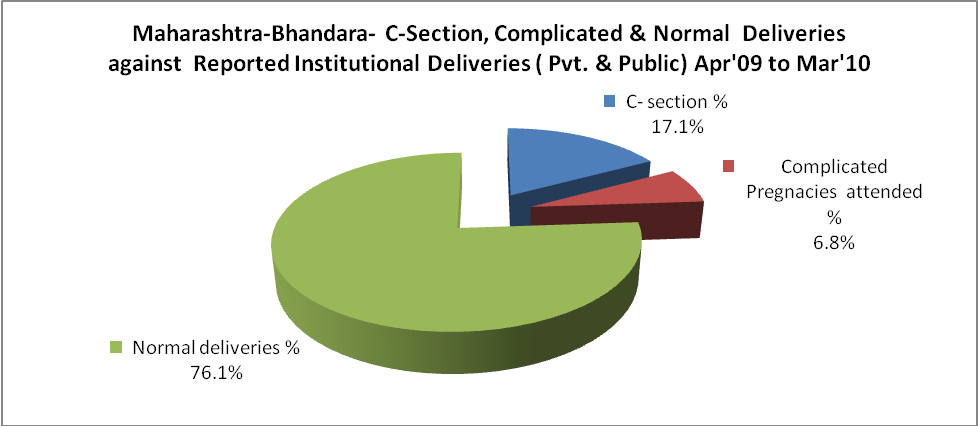 Maharashtra-Bhandara- C-Section, Complicated & Normal Deliveries
against Reported Institutional Deliveries ( Pvt. & Public) Apr'09 to Mar'10
C- section %
17.1%
Complicated
Pregnacies attended
%
6.8%
Normal deliveries %
76.1%